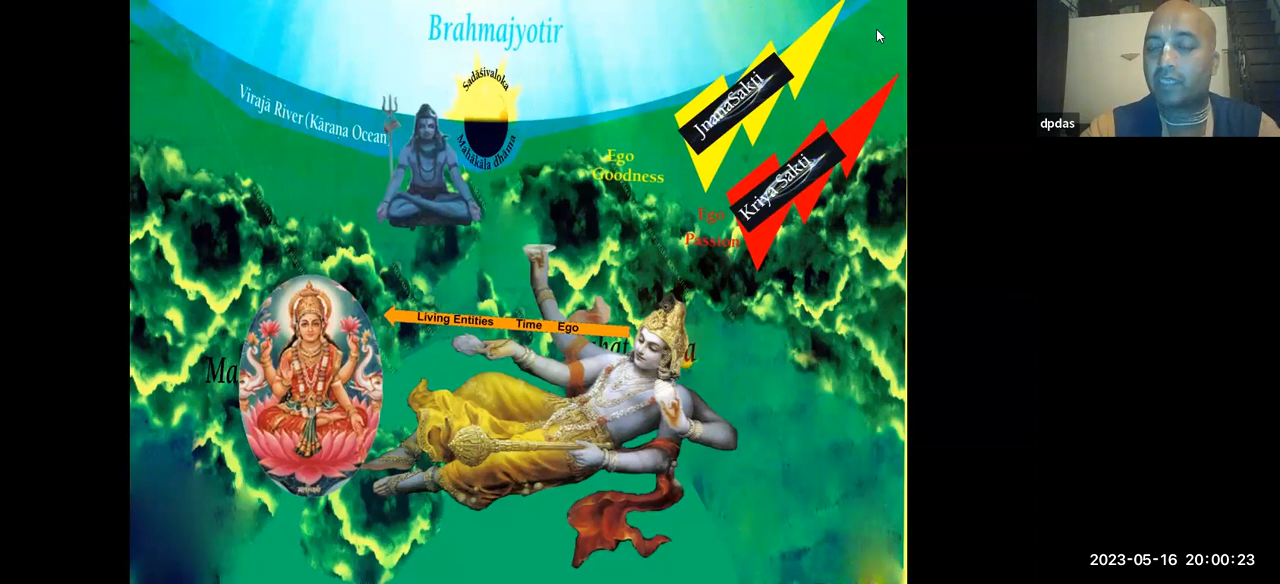 Brahmajyotir
Sadāśivaloka
Mahākāla dhāma
Virajā River (Kārana Ocean)
JnanaSakti
Kriya Sakti
Ego
Goodness
Ego
Passion
Living Entities Time Ego
dpdas
2023-05-16 20:00:23